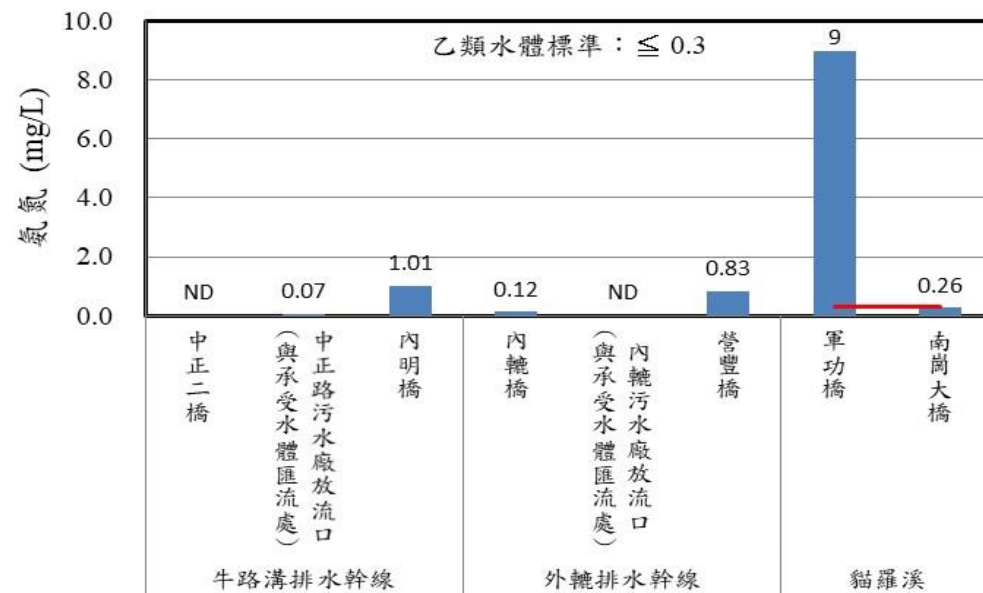 乙類水體標準：≦ 0.3
氨氮 (mg/L)
10.0
8.0
6.0
4.0
2.0
0.0
ND
0.07
1.01
0.12
ND
0.83
9
0.26
中正二橋
中正路污水廠放流口
（與承受水體匯流處）
內明橋
內轆橋
內轆污水廠放流口
（與承受水體匯流處）
營豐橋
軍功橋
南崗大橋
牛路溝排水幹線
外轆排水幹線
貓羅溪